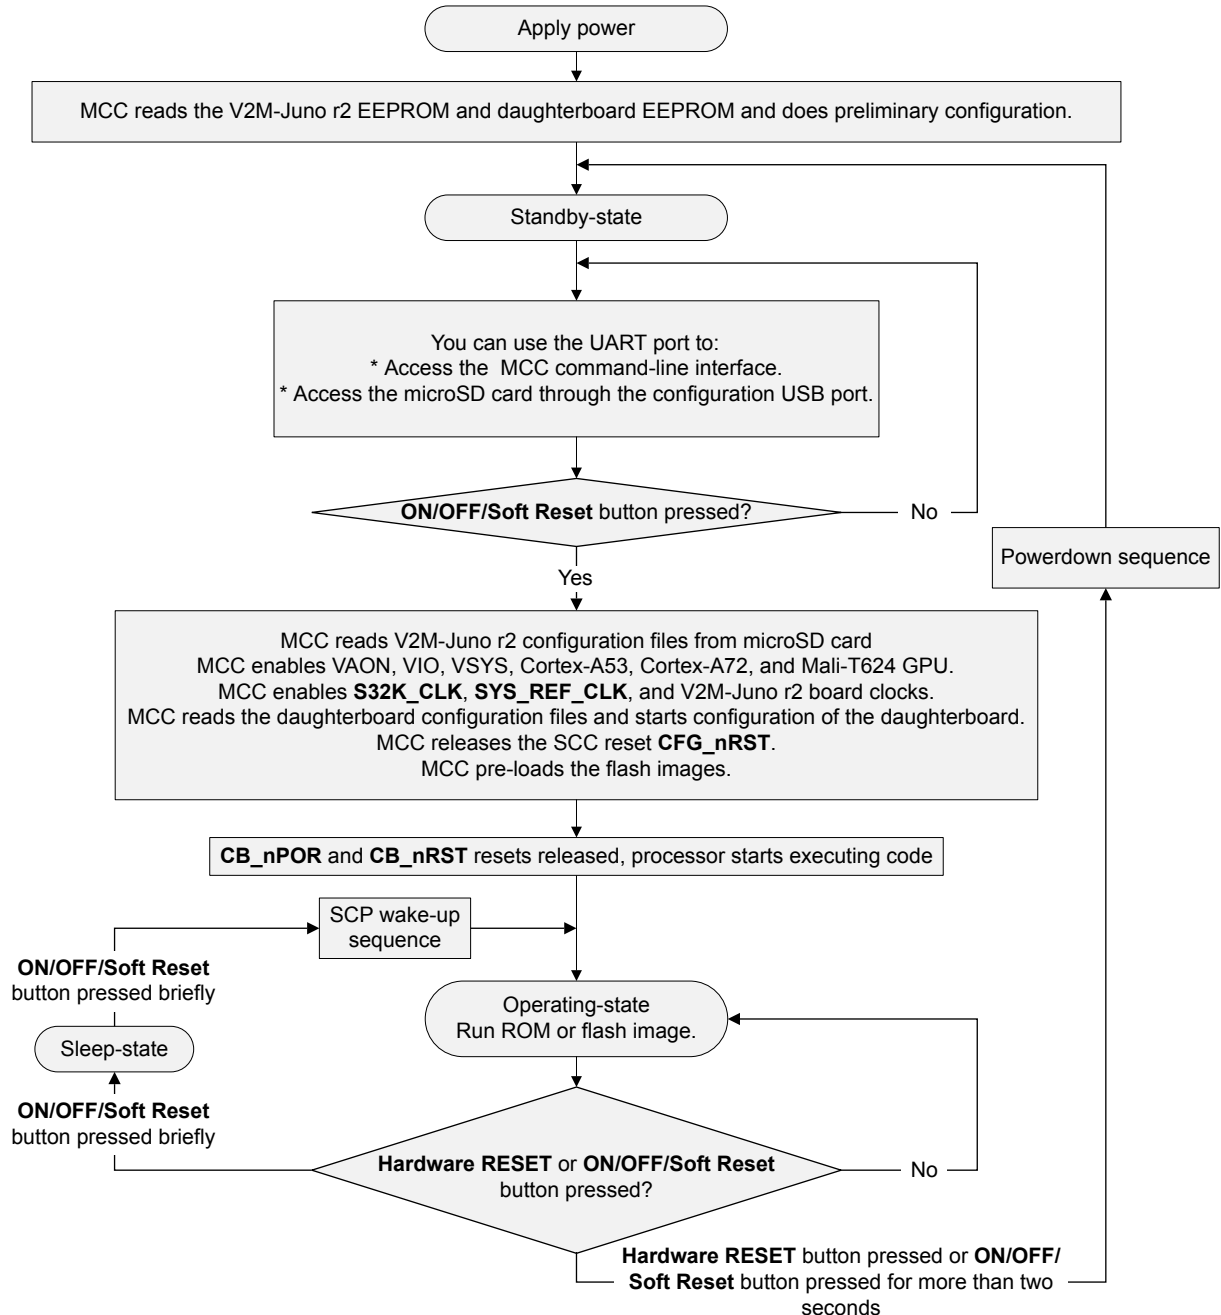 Apply power
MCC reads the V2M-Juno r2 EEPROM and daughterboard EEPROM and does preliminary configuration.
Standby-state
You can use the UART port to:
* Access the MCC command-line interface.
* Access the microSD card through the configuration USB port.
ON/OFF/Soft Reset button pressed?
No
Powerdown sequence
Yes
MCC reads V2M-Juno r2 configuration files from microSD card
MCC enables VAON, VIO, VSYS, Cortex-A53, Cortex-A72, and Mali-T624 GPU.
MCC enables S32K_CLK, SYS_REF_CLK, and V2M-Juno r2 board clocks.
MCC reads the daughterboard configuration files and starts configuration of the daughterboard.
MCC releases the SCC reset CFG_nRST.
MCC pre-loads the flash images.
CB_nPOR and CB_nRST resets released, processor starts executing code
SCP wake-up
sequence
ON/OFF/Soft Reset
button pressed briefly
Operating-state
Run ROM or flash image.
Sleep-state
ON/OFF/Soft Reset
button pressed briefly
Hardware RESET or ON/OFF/Soft Reset
button pressed?
No
Hardware RESET button pressed or ON/OFF/
Soft Reset button pressed for more than two
seconds